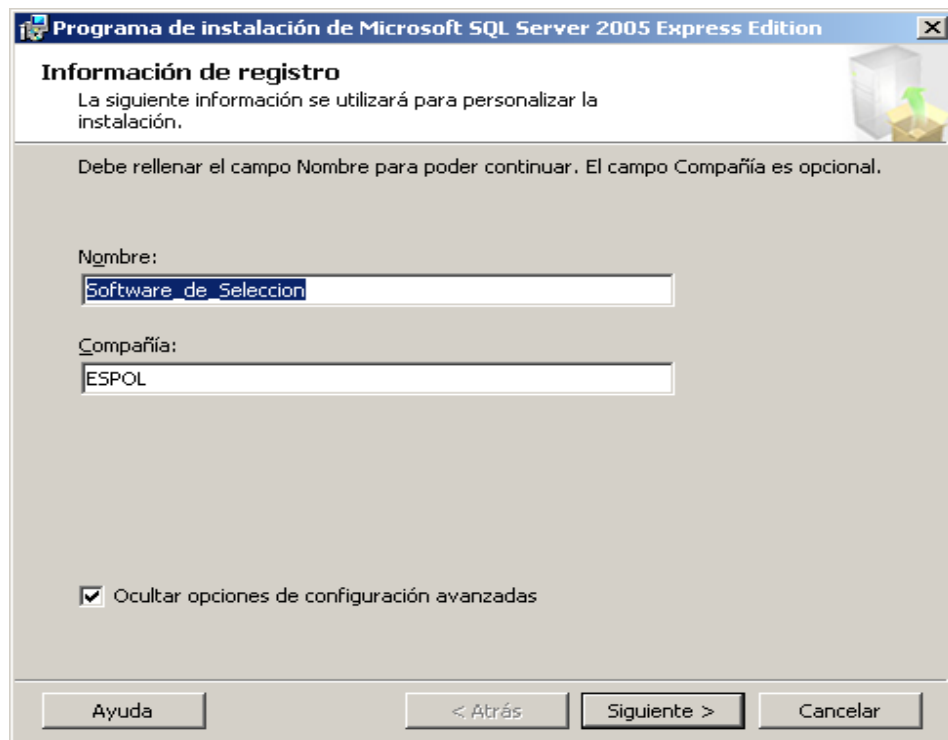 Programa de instalación de Microsoft SQL Server 2005 Express Edition
Información de registro
La siguiente información se utilizará para personalizar la
instalación.
Debe rellenar el campo Nombre para poder continuar. El campo Compañía es opcional.
Nombre:
Software_de_Seleccion
Compañía:
ESPOL
Ocultar opciones de configuración avanzadas
Ayuda
< Atrás
Siguiente >
Cancelar